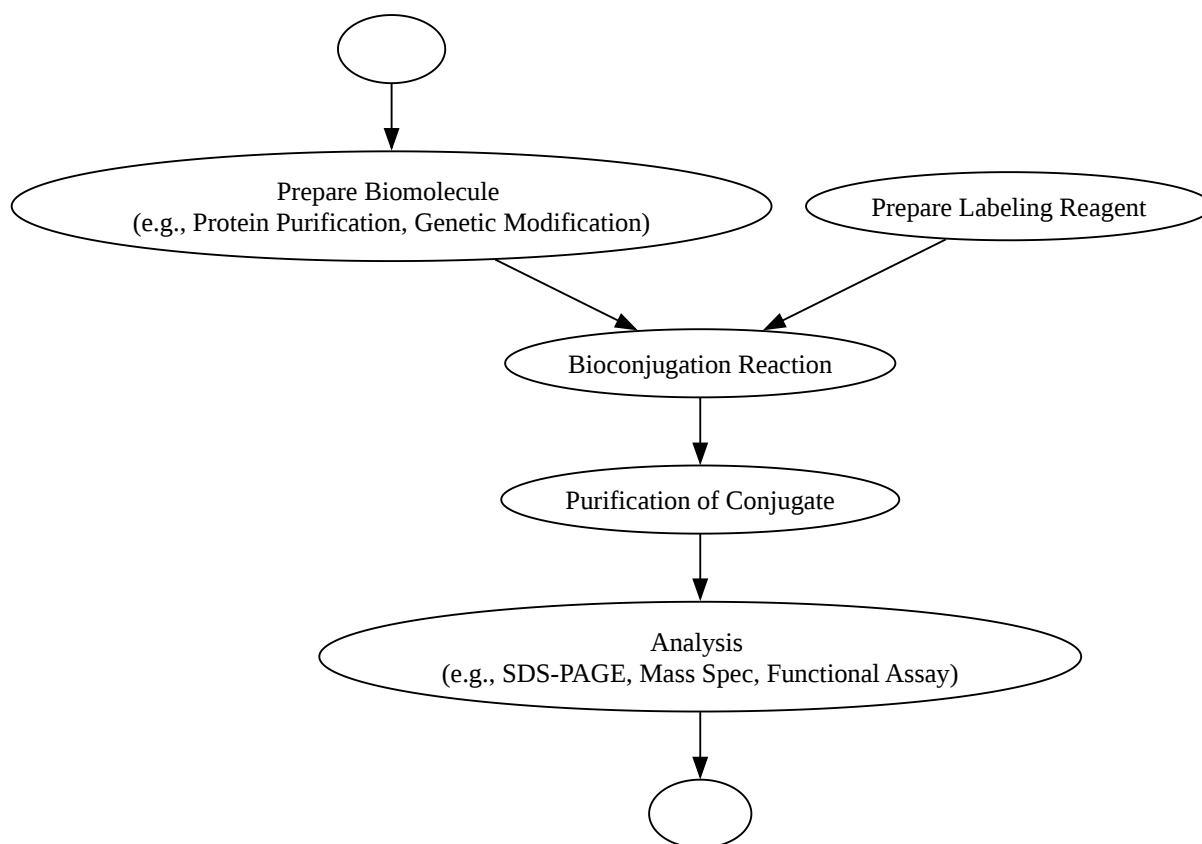 Prepare Biomolecule
(e.g., Protein Purification, Genetic Modification)
Prepare Labeling Reagent
Bioconjugation Reaction
Purification of Conjugate
Analysis
(e.g., SDS-PAGE, Mass Spec, Functional Assay)